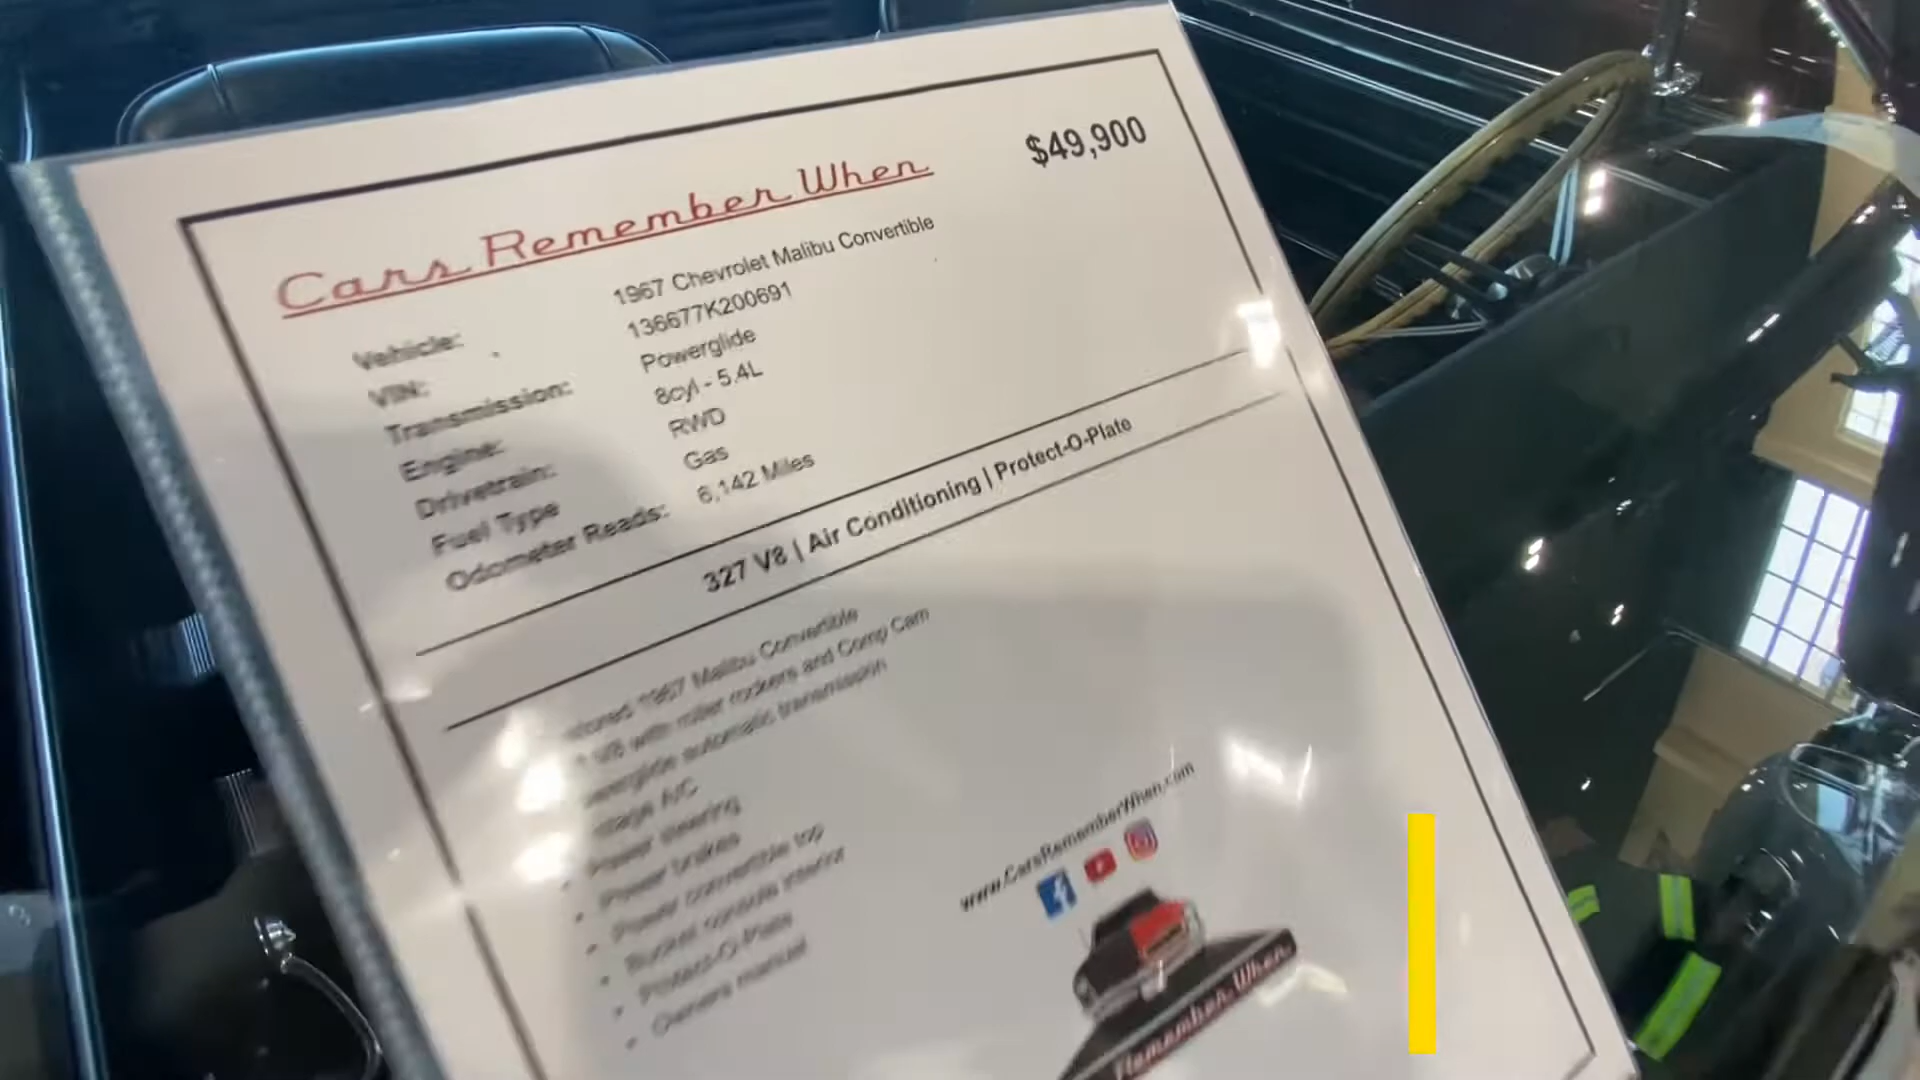 $49,900
Cars Remember When
Vehicle: 1967 Chevrolet Malibu Convertible
VIN: 136677K200691
Transmission: Powerglide
Engine: 8cyl - 5.4L
Drivetrain: RWD
Fuel Type Gas
Odometer Reads: 6,142 Miles
327 V8 | Air Conditioning | Protect-O-Plate
1967 Malibu Convertible
V8 with roller rockers and Comp Cam
automatic transmission
A/C
Power steering
Power brakes
Power convertible top
Bucket console interior
Protect-O-Plate
Owners manual
www.CarsRememberWhen.com
Remember When